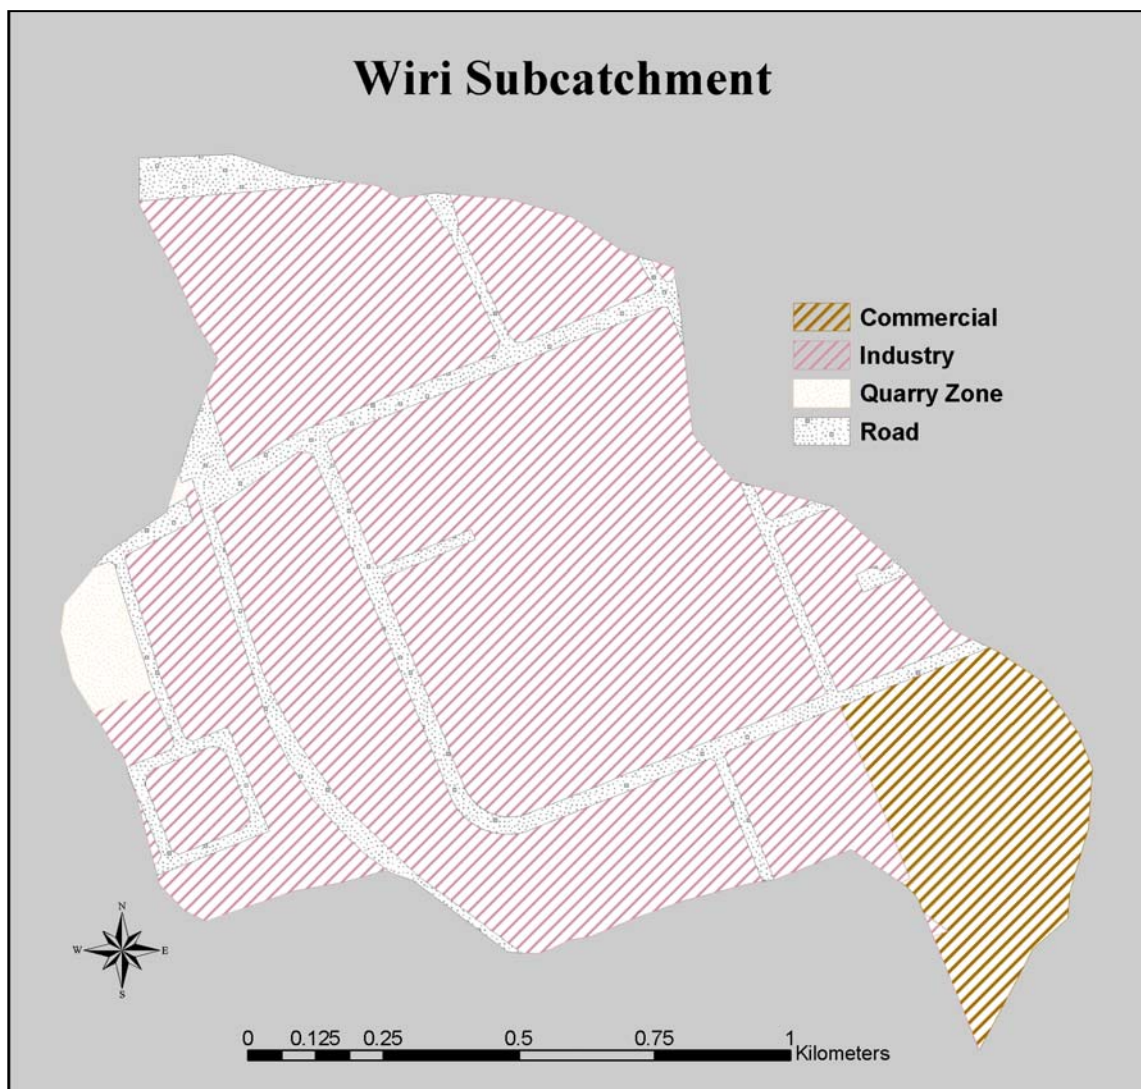 Wiri Subcatchment
Commercial
Industry
Quarry Zone
Road
N
W E
S
0 0.125 0.25 0.5 0.75 1
Kilometers